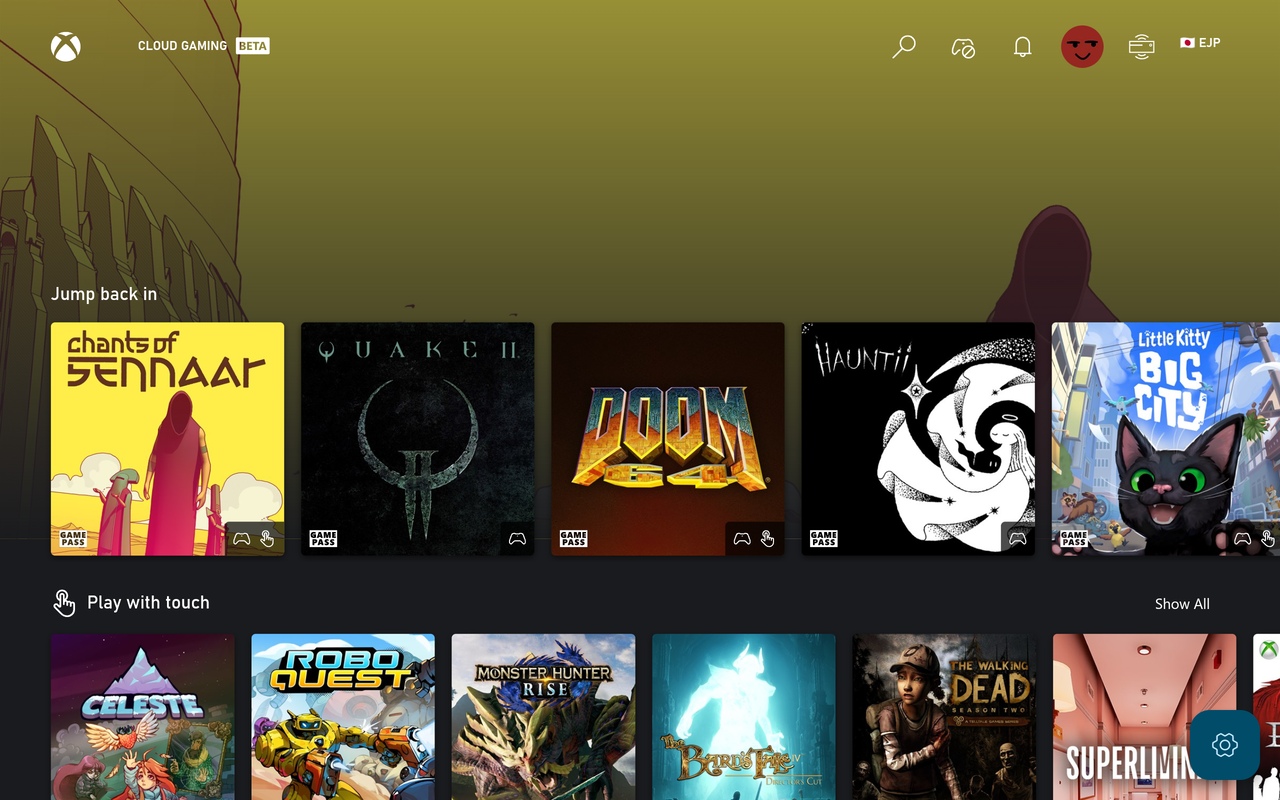 CLOUD GAMING BETA
🇯🇵 EJP
Jump back in
chants of
SENNAAR
GAME
PASS
QUAKE II
GAME
PASS
DOOM
64
GAME
PASS
HAUNTii
GAME
PASS
LITTLE KITTY
BIG
CITY
GAME
PASS
Play with touch
Show All
CELESTE
ROBO
QUEST
MONSTER HUNTER
RISE
The
BARD'S TALE IV
DIRECTOR'S CUT
THE WALKING
DEAD
SEASON TWO
A TELLTALE GAMES SERIES